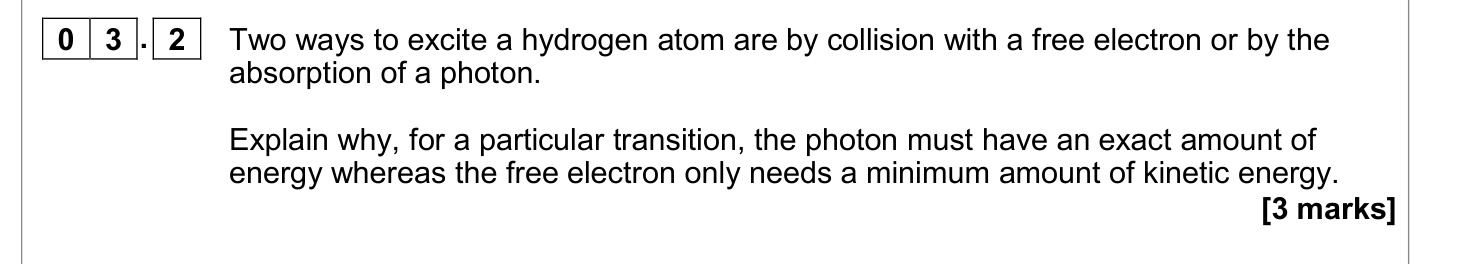 03.2 Two ways to excite a hydrogen atom are by collision with a free electron or by the
absorption of a photon.
Explain why, for a particular transition, the photon must have an exact amount of
energy whereas the free electron only needs a minimum amount of kinetic energy.
[3 marks]